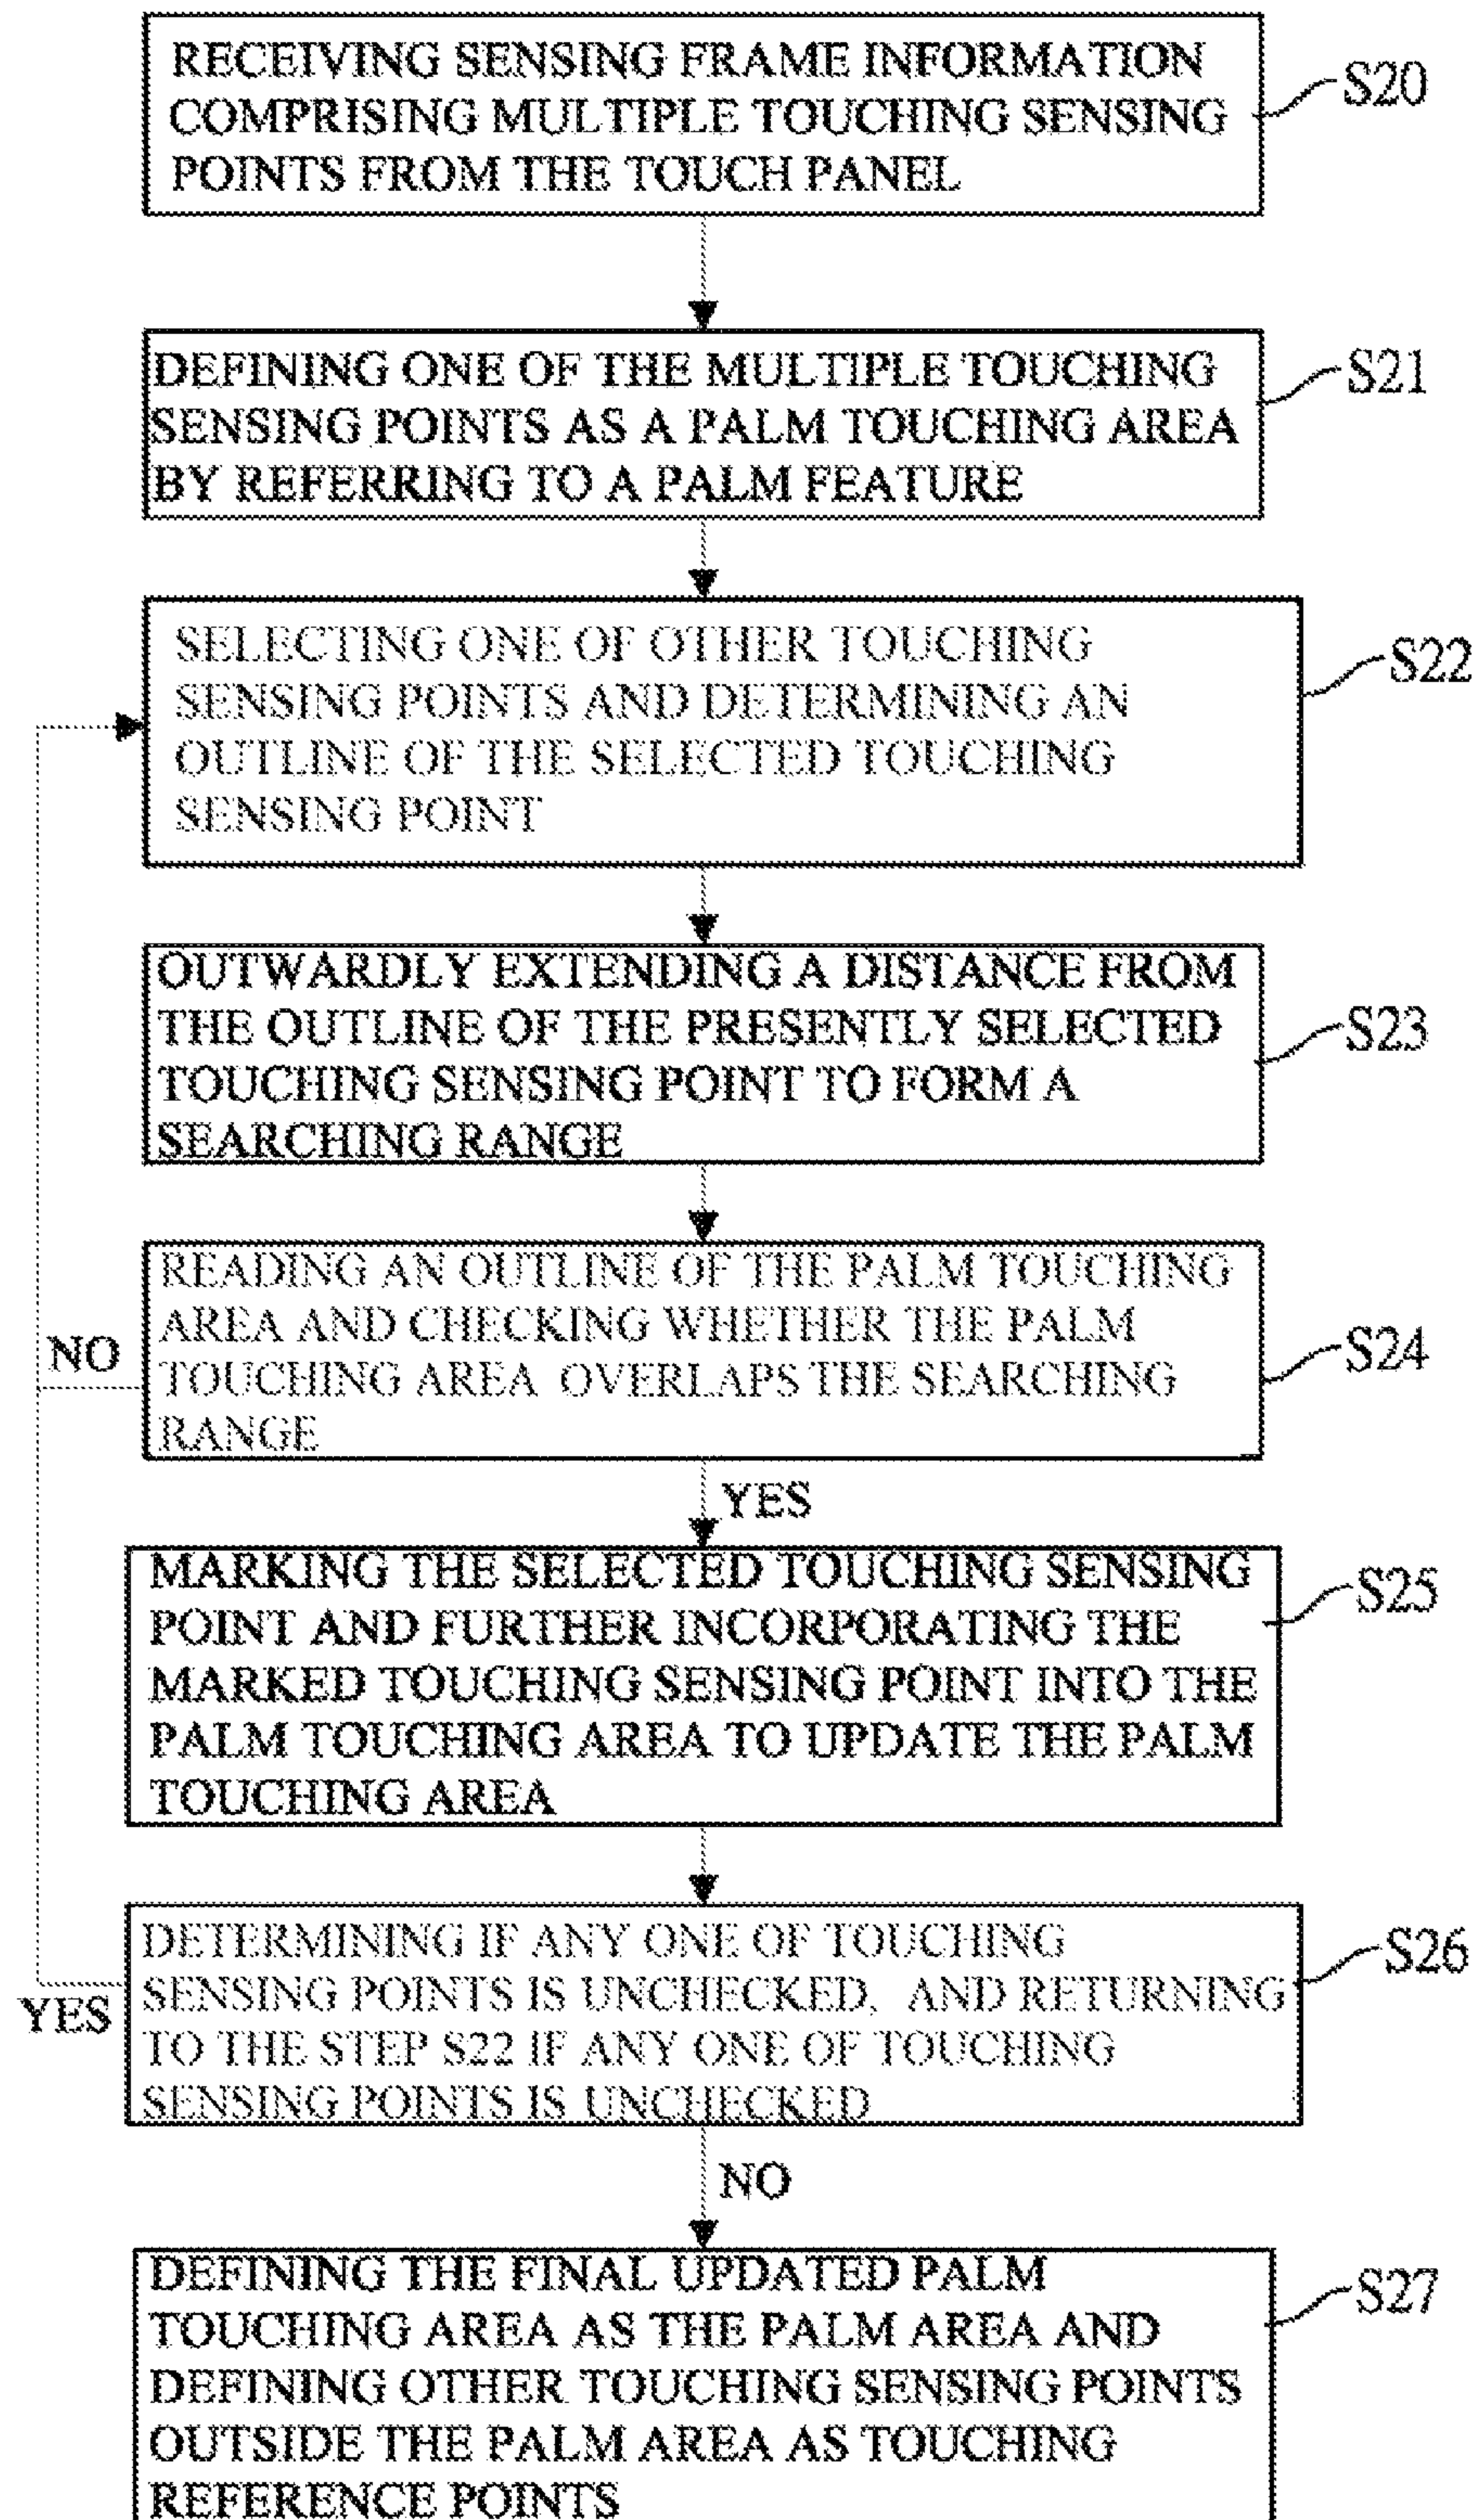 RECEIVING SENSING FRAME INFORMATION
COMPRISING MULTIPLE TOUCHING SENSING
POINTS FROM THE TOUCH PANEL
S20
DEFINING ONE OF THE MULTIPLE TOUCHING
SENSING POINTS AS A PALM TOUCHING AREA
BY REFERRING TO A PALM FEATURE
S21
SELECTING ONE OF OTHER TOUCHING
SENSING POINTS AND DETERMINING AN
OUTLINE OF THE SELECTED TOUCHING
SENSING POINT
S22
OUTWARDLY EXTENDING A DISTANCE FROM
THE OUTLINE OF THE PRESENTLY SELECTED
TOUCHING SENSING POINT TO FORM A
SEARCHING RANGE
S23
READING AN OUTLINE OF THE PALM TOUCHING
AREA AND CHECKING WHETHER THE PALM
TOUCHING AREA OVERLAPS THE SEARCHING
RANGE
S24
NO
YES
MARKING THE SELECTED TOUCHING SENSING
POINT AND FURTHER INCORPORATING THE
MARKED TOUCHING SENSING POINT INTO THE
PALM TOUCHING AREA TO UPDATE THE PALM
TOUCHING AREA
S25
DETERMINING IF ANY ONE OF TOUCHING
SENSING POINTS IS UNCHECKED, AND RETURNING
TO THE STEP S22 IF ANY ONE OF TOUCHING
SENSING POINTS IS UNCHECKED
S26
YES
NO
DEFINING THE FINAL UPDATED PALM
TOUCHING AREA AS THE PALM AREA AND
DEFINING OTHER TOUCHING SENSING POINTS
OUTSIDE THE PALM AREA AS TOUCHING
REFERENCE POINTS
S27